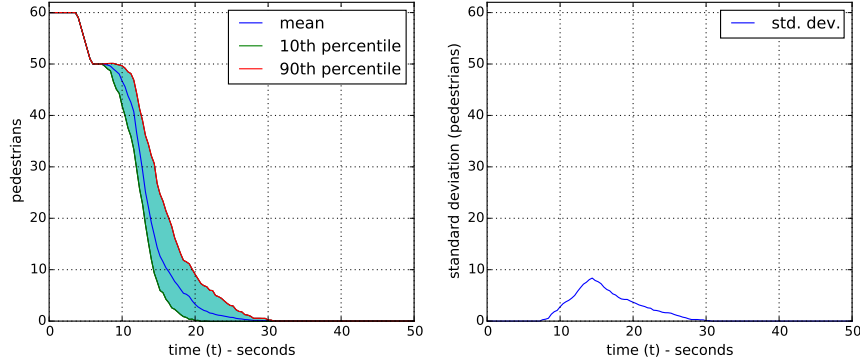 60
50
40
30
20
10
0
pedestrians
mean
10th percentile
90th percentile
0 10 20 30 40 50
time (t) - seconds
60
50
40
30
20
10
0
standard deviation (pedestrians)
std. dev.
0 10 20 30 40 50
time (t) - seconds